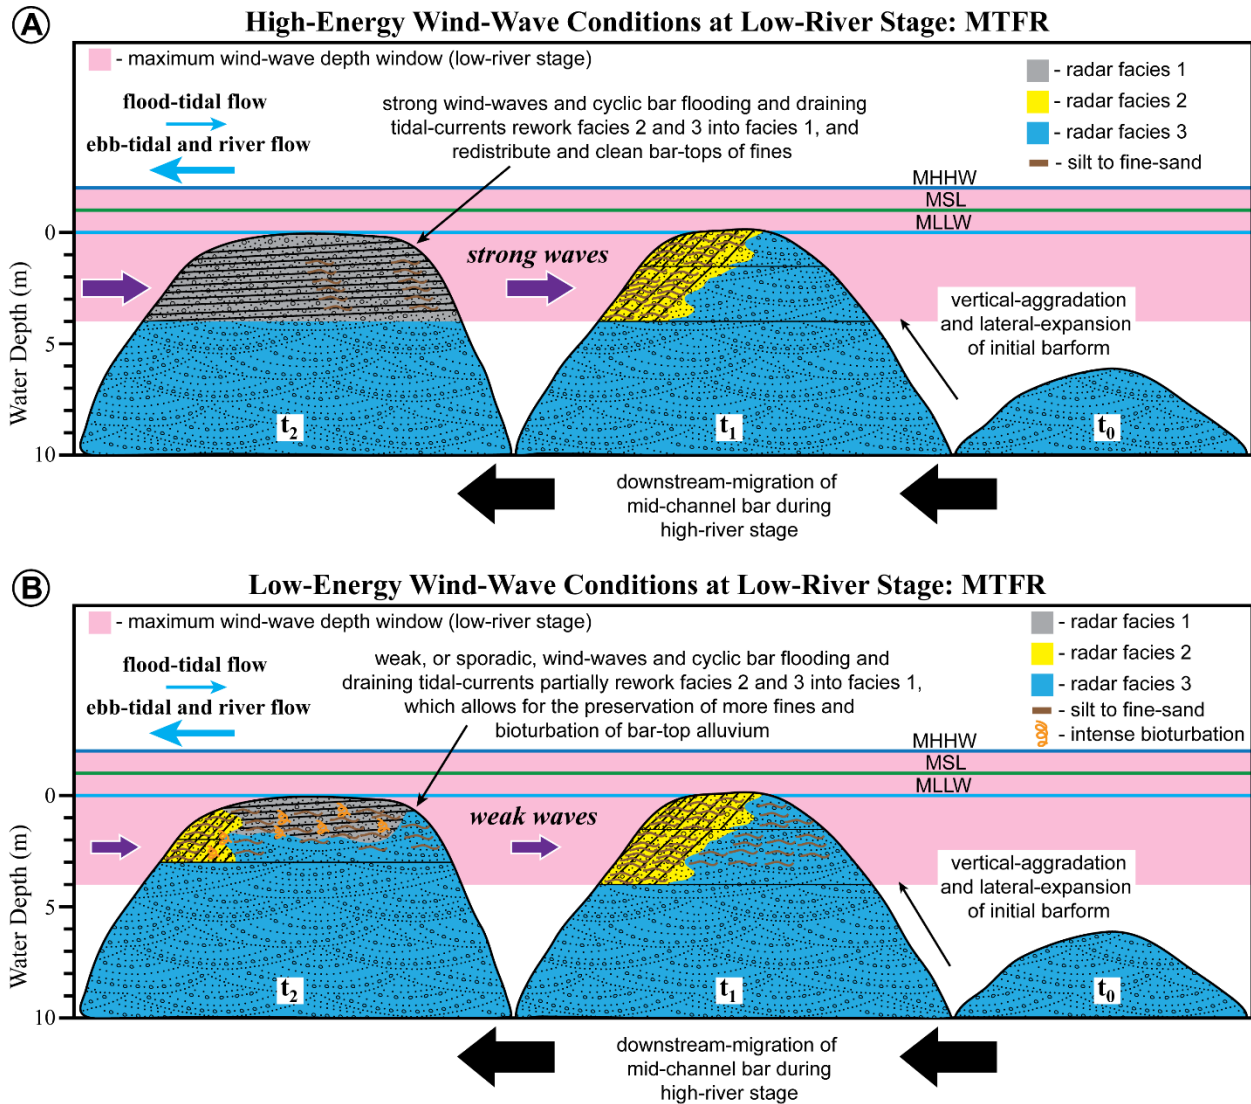 A
High-Energy Wind-Wave Conditions at Low-River Stage: MTFR
- maximum wind-wave depth window (low-river stage)
- radar facies 1
- radar facies 2
- radar facies 3
- silt to fine-sand
flood-tidal flow
ebb-tidal and river flow
strong wind-waves and cyclic bar flooding and draining
tidal-currents rework facies 2 and 3 into facies 1, and
redistribute and clean bar-tops of fines
MHHW
MSL
MLLW
strong waves
vertical-aggradation
and lateral-expansion
of initial barform
Water Depth (m)
0
5
10
t2
t1
t0
downstream-migration of
mid-channel bar during
high-river stage
B
Low-Energy Wind-Wave Conditions at Low-River Stage: MTFR
- maximum wind-wave depth window (low-river stage)
- radar facies 1
- radar facies 2
- radar facies 3
- silt to fine-sand
- intense bioturbation
flood-tidal flow
ebb-tidal and river flow
weak, or sporadic, wind-waves and cyclic bar flooding and
draining tidal-currents partially rework facies 2 and 3 into facies 1,
which allows for the preservation of more fines and
bioturbation of bar-top alluvium
MHHW
MSL
MLLW
weak waves
vertical-aggradation
and lateral-expansion
of initial barform
Water Depth (m)
0
5
10
t2
t1
t0
downstream-migration of
mid-channel bar during
high-river stage